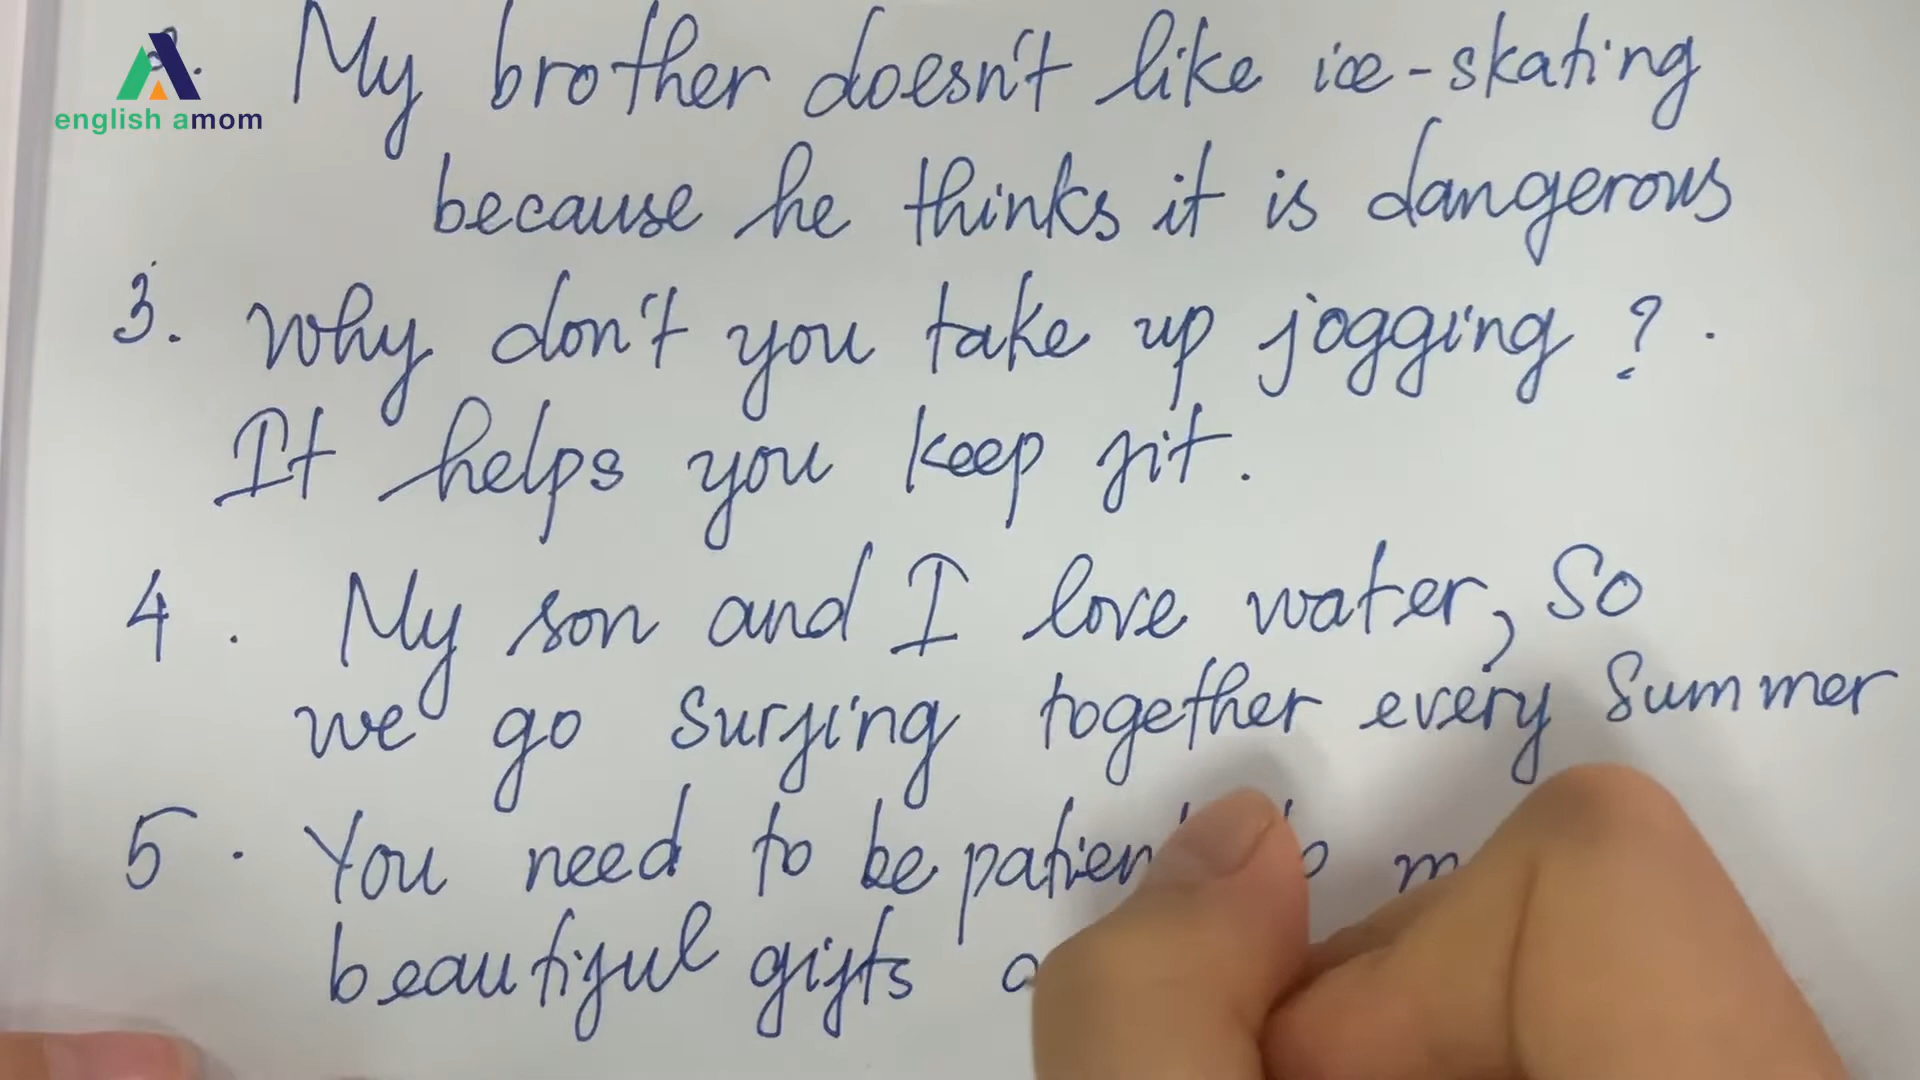 2. My brother doesn't like ice-skating
english amom
because he thinks it is dangerous
3. Why don't you take up jogging?.
It helps you keep fit.
4. My son and I love water, So
we go surfing together every summer
5. You need to be
beautiful gifts